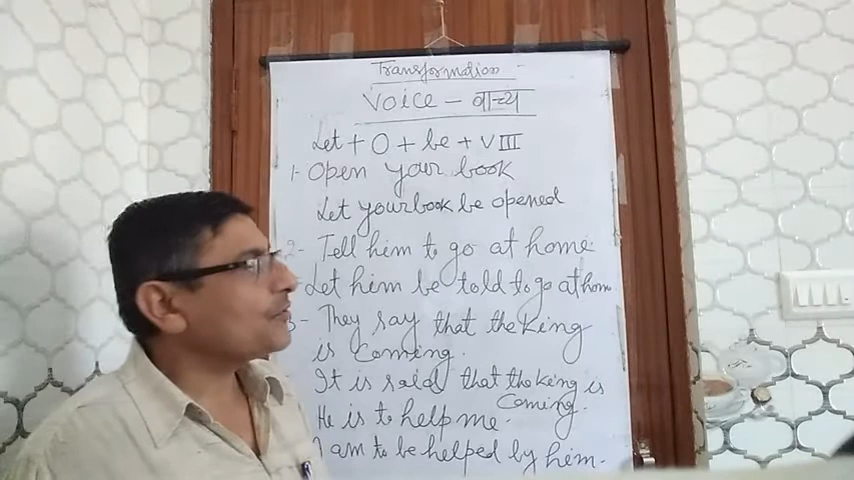 Transformation
Voice - वाच्य
Let + O + be + V III
1- Open your book
Let your book be opened
2- Tell him to go at home.
Let him be told to go at home
3- They say that the King
is coming.
It is said that the King is
coming.
He is to help me.
I am to be helped by him.